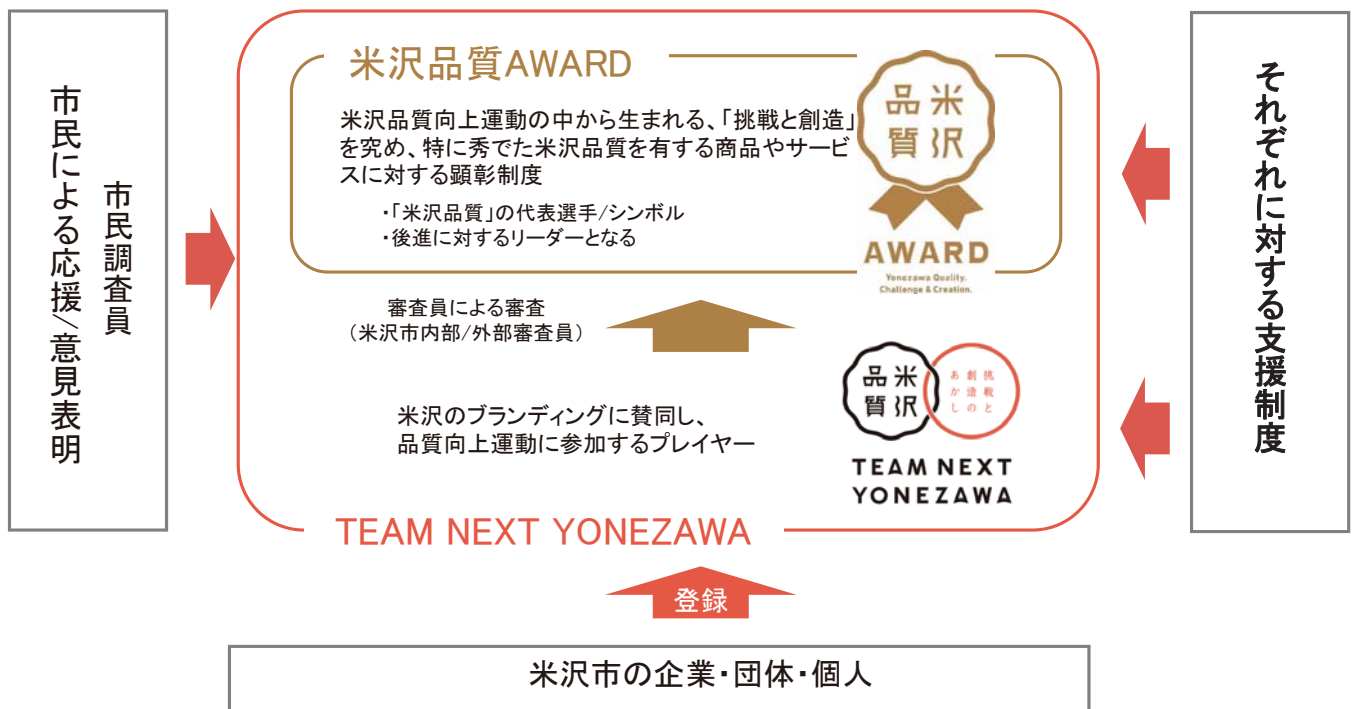 市民調査員
市民による応援/意見表明
米沢品質AWARD
米沢品質向上運動の中から生まれる、「挑戦と創造」
を究め、特に秀でた米沢品質を有する商品やサービ
スに対する顕彰制度
・「米沢品質」の代表選手/シンボル
・後進に対するリーダーとなる
米沢
品質
AWARD
Yonezawa Quality.
Challenge & Creation.
審査員による審査
（米沢市内部/外部審査員）
米沢のブランディングに賛同し、
品質向上運動に参加するプレイヤー
米沢
品質
挑戦と
創造の
あかし
TEAM NEXT
YONEZAWA
TEAM NEXT YONEZAWA
それぞれに対する支援制度
登録
米沢市の企業・団体・個人